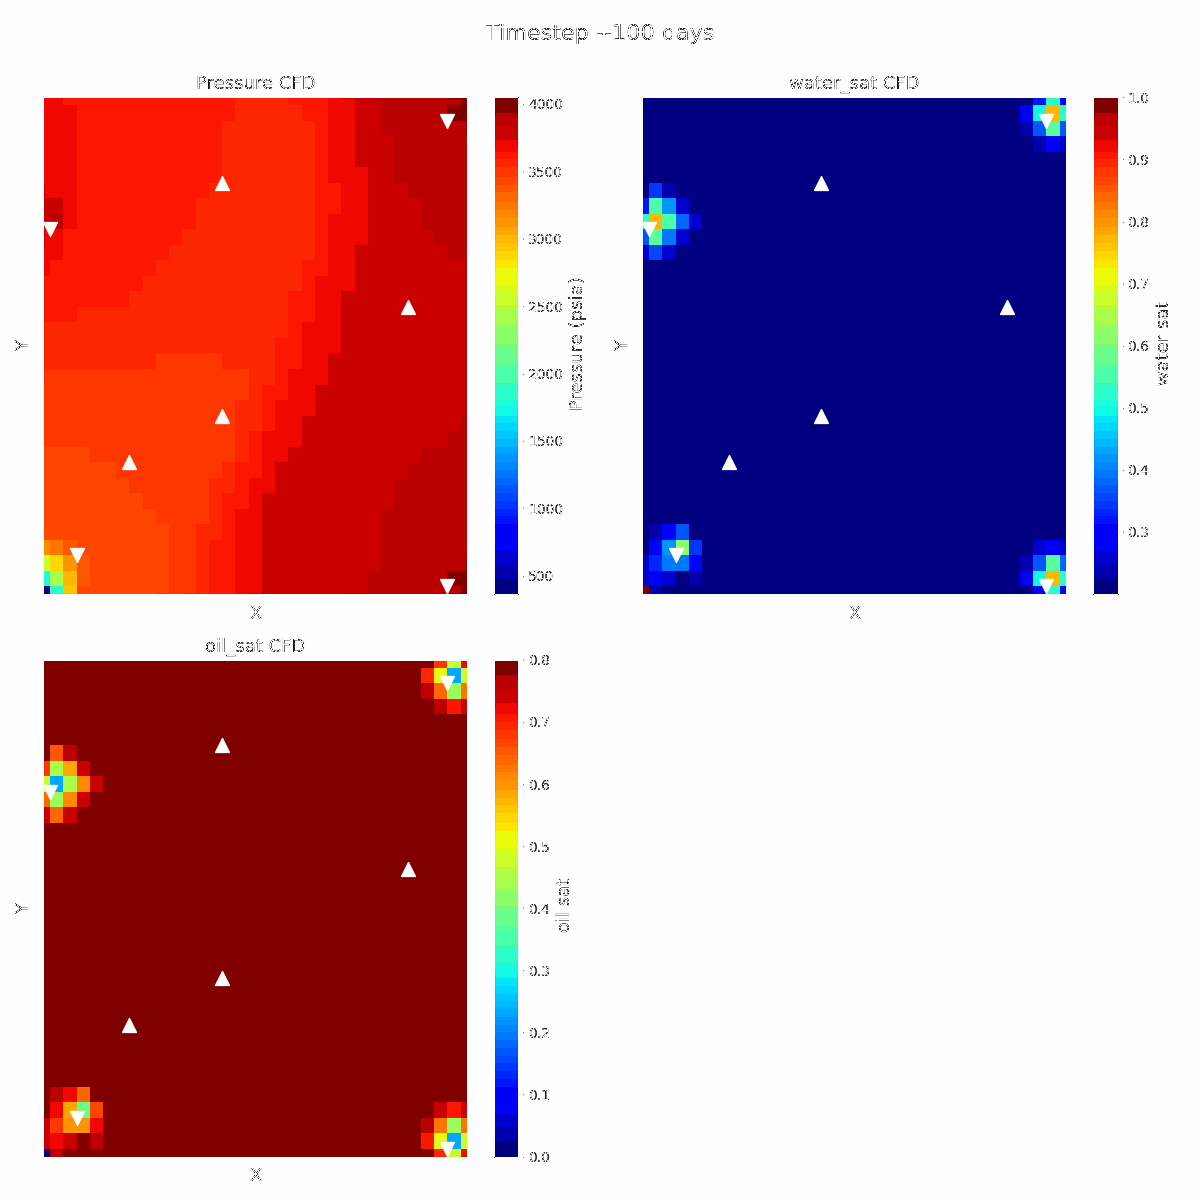 Timestep --100 days
Pressure CFD
water_sat CFD
4000
3500
3000
2500
2000
1500
1000
500
Pressure (psia)
Y
X
1.0
0.9
0.8
0.7
0.6
0.5
0.4
0.3
water sat
Y
X
oil_sat CFD
0.8
0.7
0.6
0.5
0.4
0.3
0.2
0.1
0.0
oil sat
Y
X